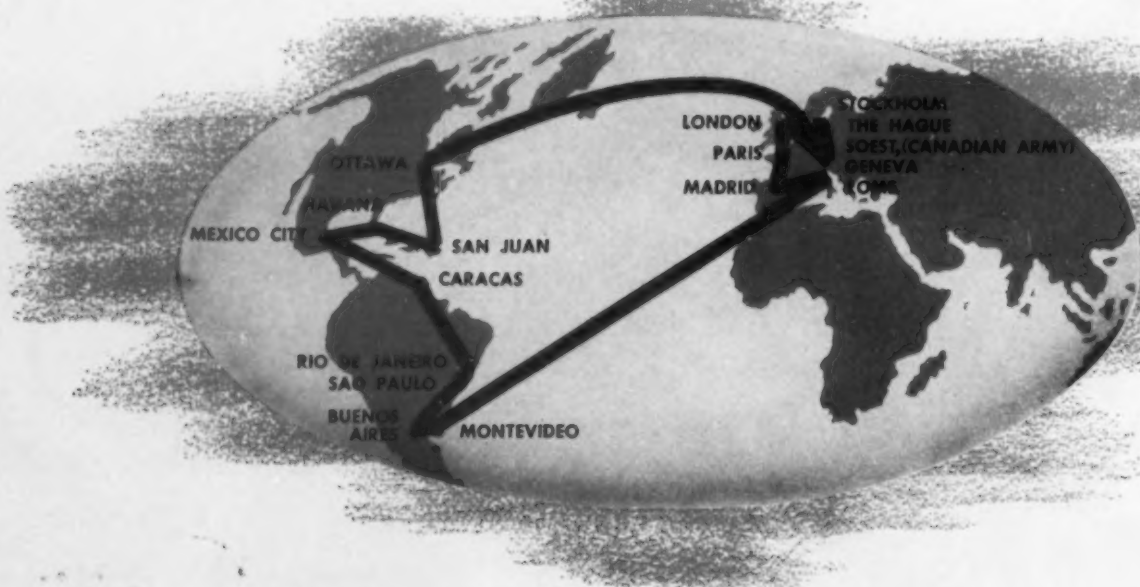 STOCKHOLM
LONDON
THE HAGUE
SOEST,(CANADIAN ARMY)
PARIS
GENEVA
OTTAWA
MADRID
ROME
HAVANA
MEXICO CITY
SAN JUAN
CARACAS
RIO DE JANEIRO
SAO PAULO
BUENOS
AIRES
MONTEVIDEO